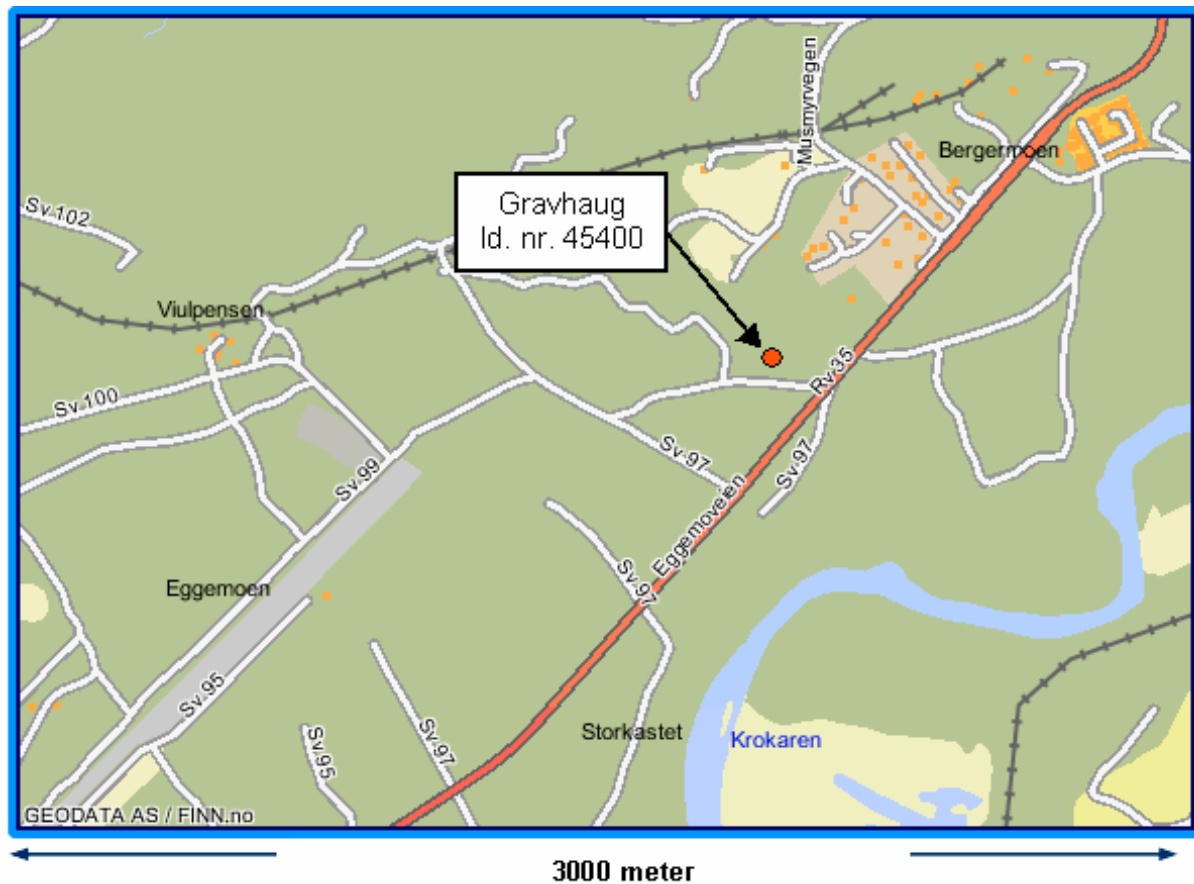 Musmyrvegen
Bergermoen
Gravhaug
Id. nr. 45400
Sv.102
Viulpensen
Rv.35
Sv.100
Sv.97
Sv.97
Sv.99
Eggemoveien
Sv.97
Eggemoen
Sv.95
Sv.97
Sv.95
Storkastet
Krokaren
GEODATA AS / FINN.no
3000 meter